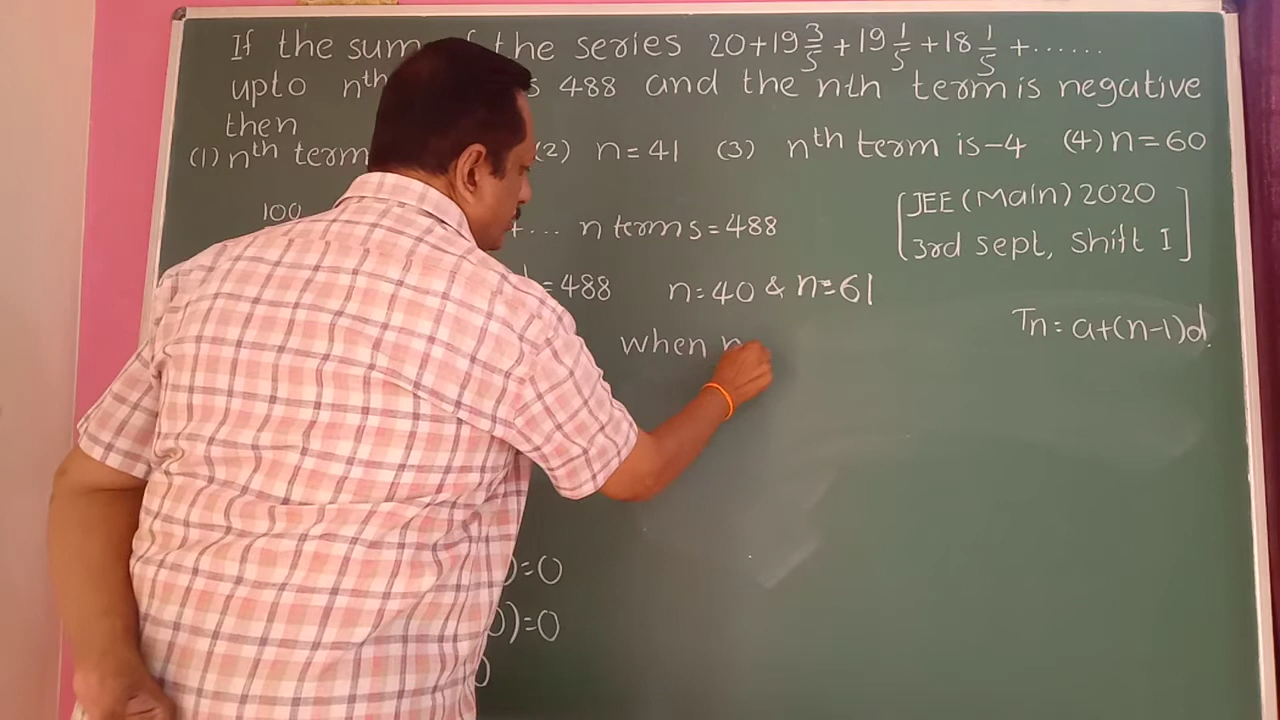 If the sum the series 20+19 3/5 +19 1/5 +18 1/5 +......
upto nth 488 and the nth term is negative
then
(1) nth term (2) n=41 (3) nth term is -4 (4) n=60
[JEE (Main) 2020
3rd Sept, Shift I]
100 +... n terms=488
=488 n=40 & n=61
Tn = a+(n-1)d.
when n
)=0
0)=0
0